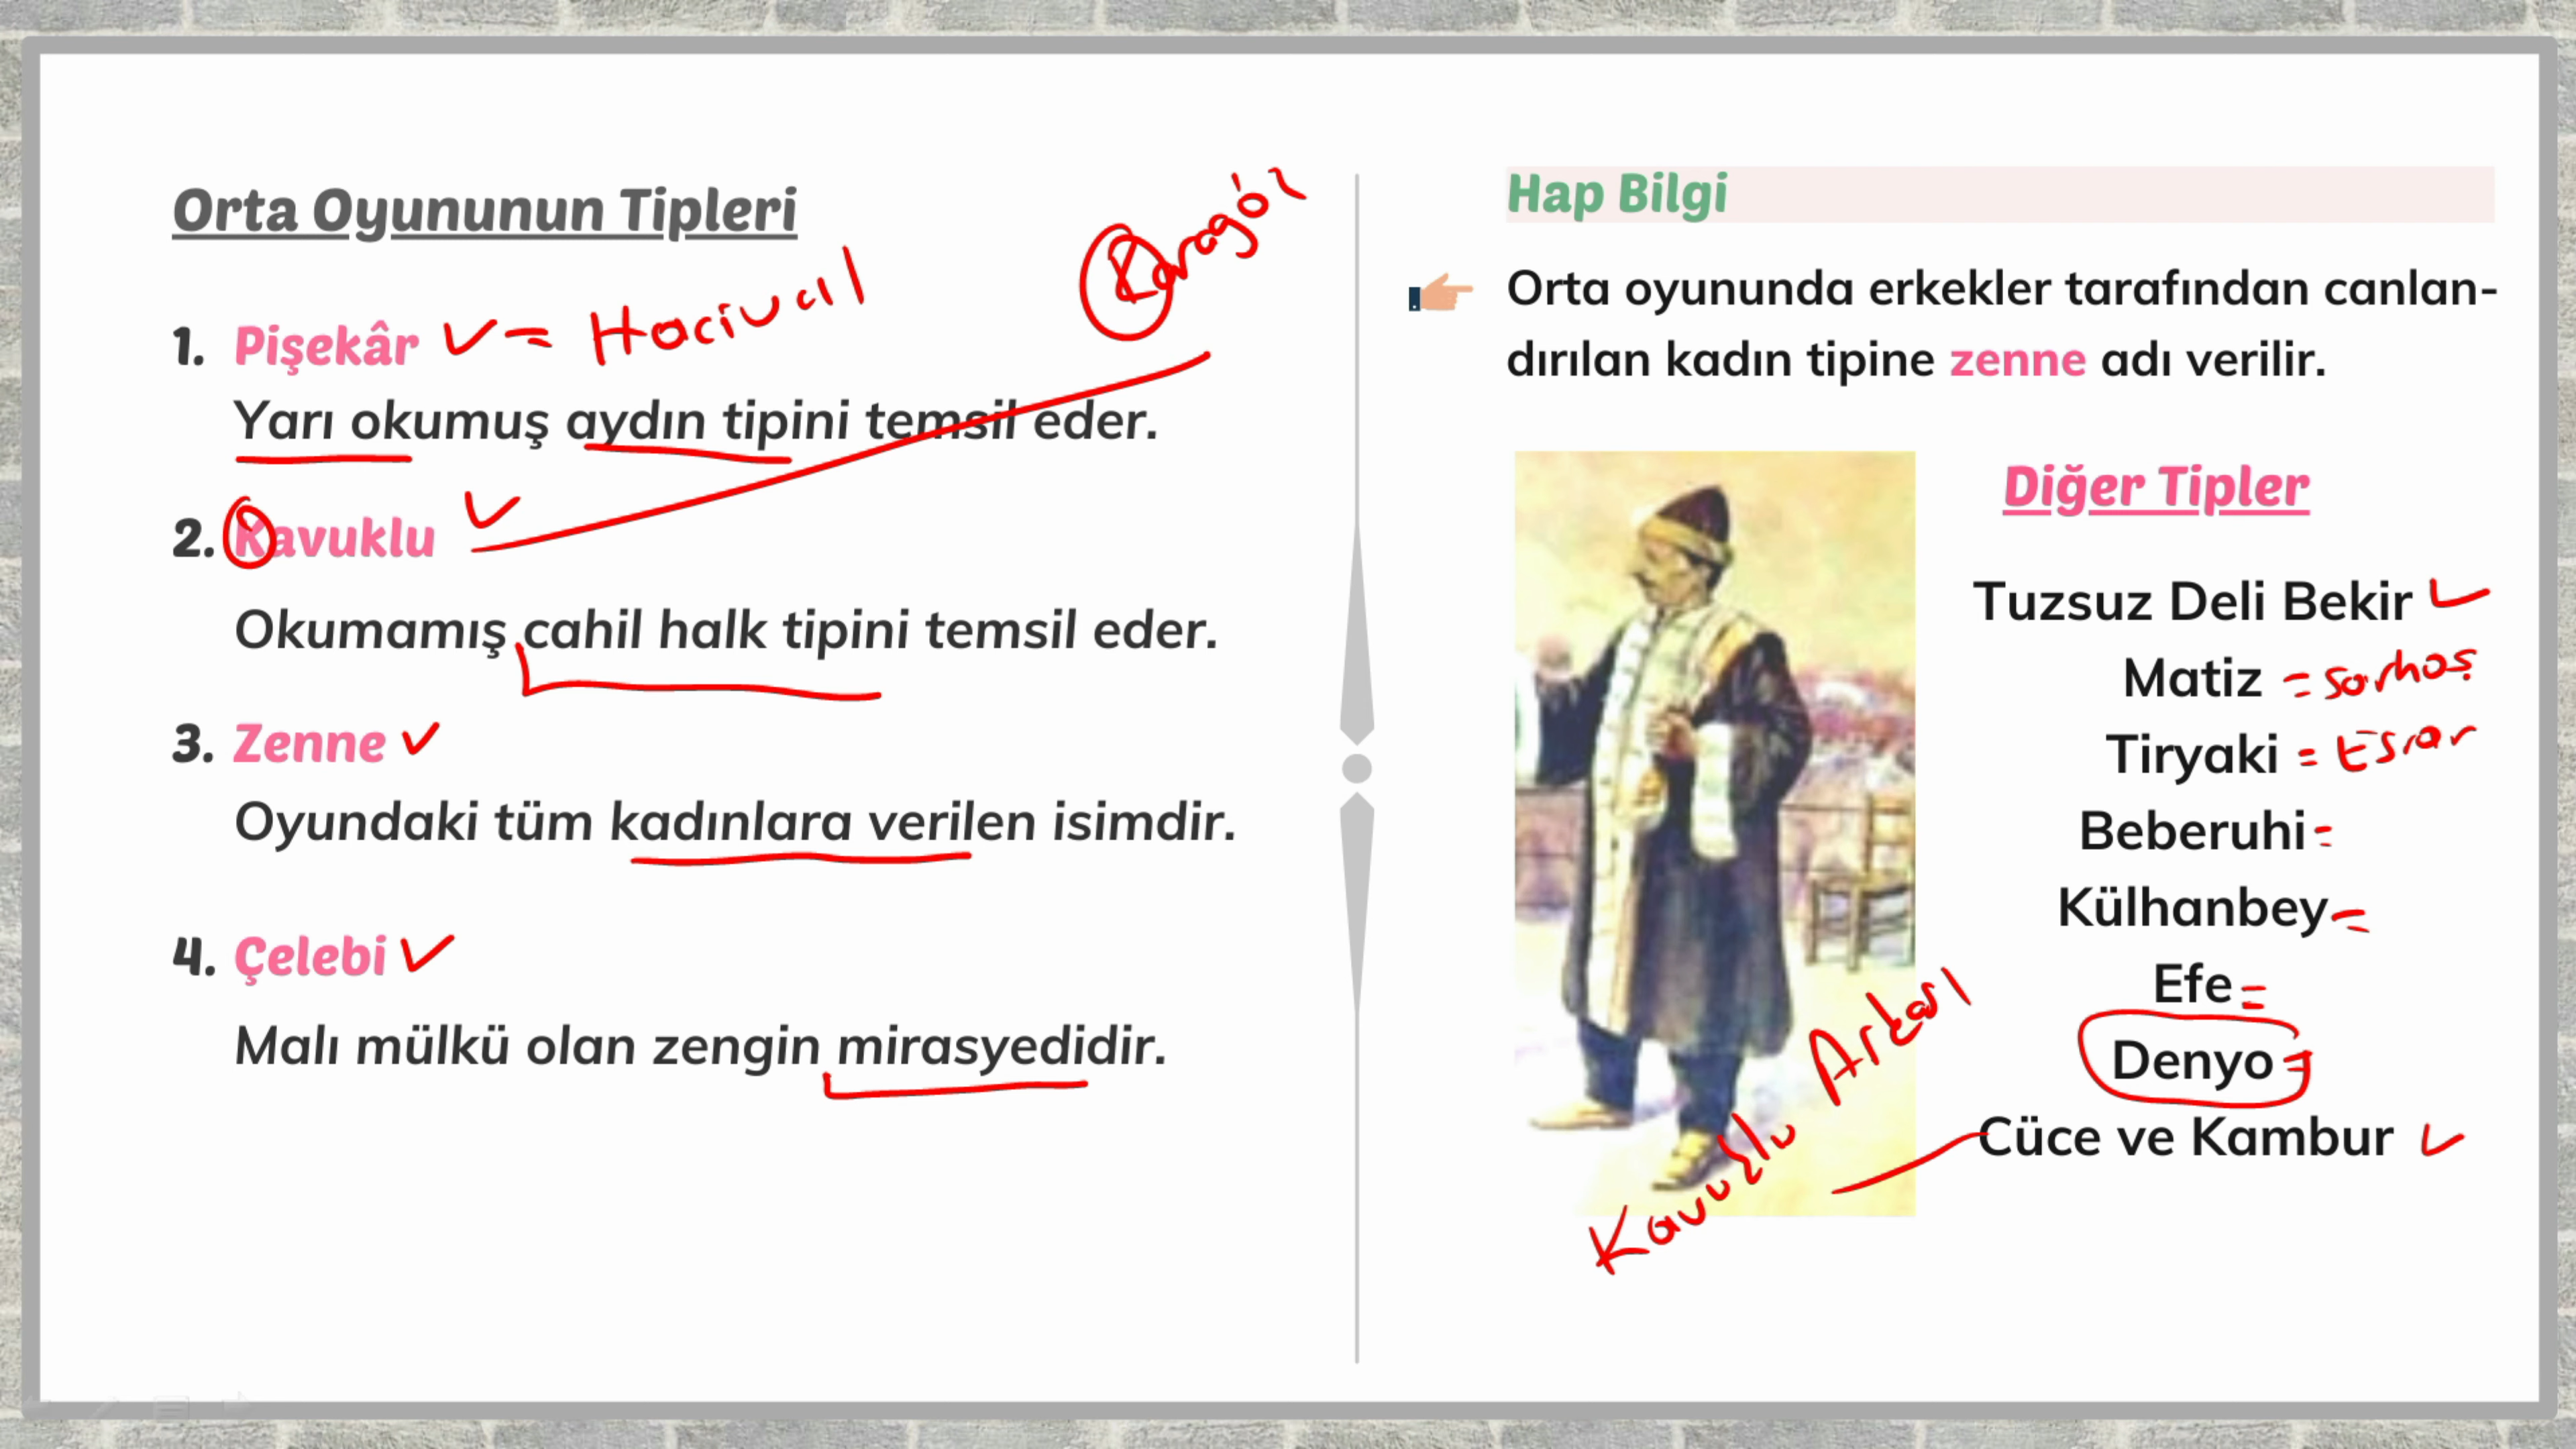 Orta Oyununun Tipleri
Karagöz
1. Pişekâr = Hacivat
Yarı okumuş aydın tipini temsil eder.
2. Kavuklu
Okumamış cahil halk tipini temsil eder.
3. Zenne
Oyundaki tüm kadınlara verilen isimdir.
4. Çelebi
Malı mülkü olan zengin mirasyedidir.
Hap Bilgi
Orta oyununda erkekler tarafından canlan-
dırılan kadın tipine zenne adı verilir.
Diğer Tipler
Tuzsuz Deli Bekir
Matiz = sarhoş
Tiryaki = Esrar
Beberuhi =
Külhanbey =
Efe =
Denyo =
Cüce ve Kambur
Kavuklu Arkası